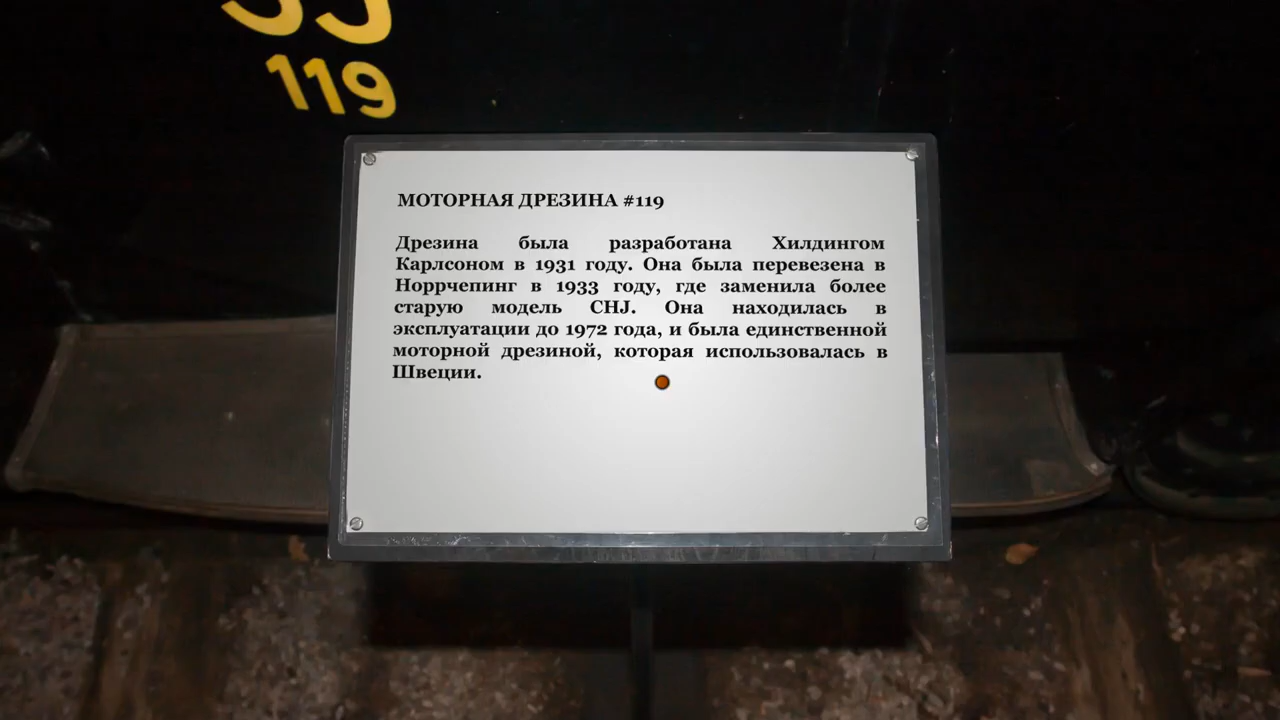 119
МОТОРНАЯ ДРЕЗИНА #119
Дрезина была разработана Хилдингом
Карлсоном в 1931 году. Она была перевезена в
Норрчепинг в 1933 году, где заменила более
старую модель CHJ. Она находилась в
эксплуатации до 1972 года, и была единственной
моторной дрезиной, которая использовалась в
Швеции.